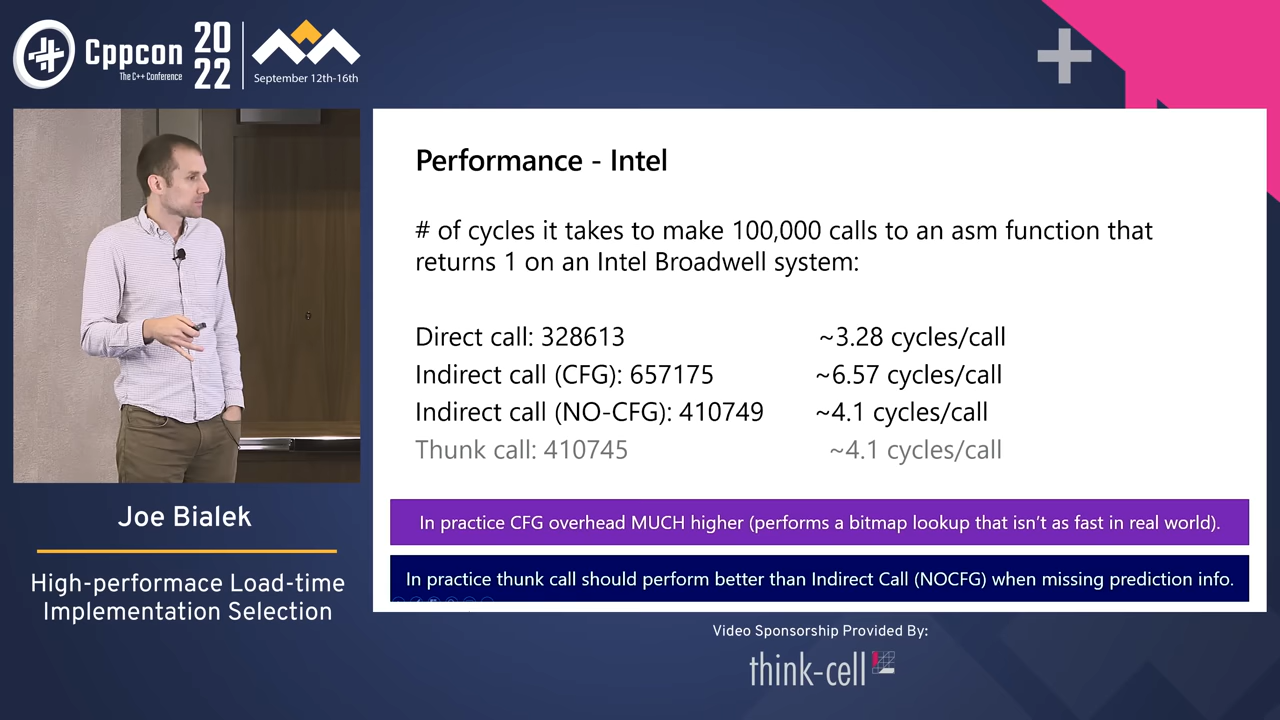 Cppcon
The C++ Conference
20
22
September 12th-16th
Performance - Intel
# of cycles it takes to make 100,000 calls to an asm function that
returns 1 on an Intel Broadwell system:
Direct call: 328613 ~3.28 cycles/call
Indirect call (CFG): 657175 ~6.57 cycles/call
Indirect call (NO-CFG): 410749 ~4.1 cycles/call
Thunk call: 410745 ~4.1 cycles/call
In practice CFG overhead MUCH higher (performs a bitmap lookup that isn't as fast in real world).
In practice thunk call should perform better than Indirect Call (NOCFG) when missing prediction info.
Joe Bialek
High-performace Load-time
Implementation Selection
Video Sponsorship Provided By:
think-cell